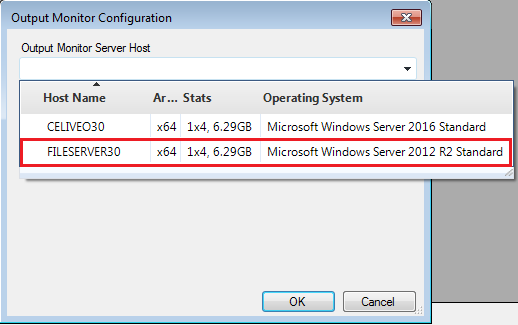 Output Monitor Configuration
Output Monitor Server Host
Host Name Ar... Stats Operating System
CELIVEO30 x64 1x4, 6.29GB Microsoft Windows Server 2016 Standard
FILESERVER30 x64 1x4, 6.29GB Microsoft Windows Server 2012 R2 Standard
OK Cancel